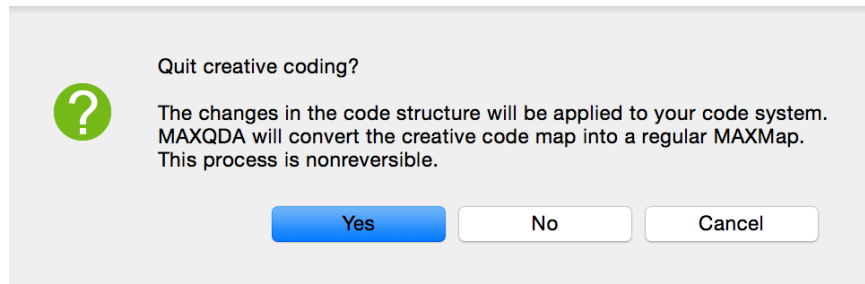 Quit creative coding?
The changes in the code structure will be applied to your code system.
MAXQDA will convert the creative code map into a regular MAXMap.
This process is nonreversible.
?
Yes No Cancel